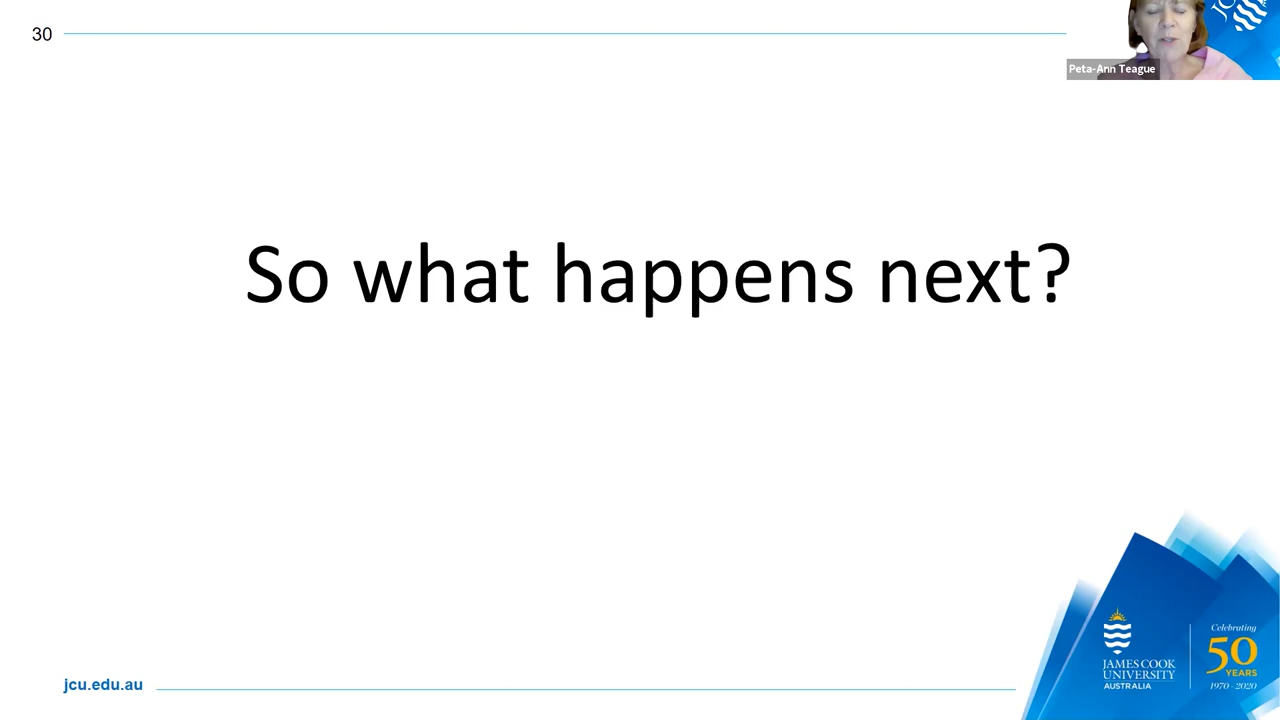 30
JC
Peta-Ann Teague
So what happens next?
Celebrating
50
YEARS
1970 - 2020
JAMES COOK
UNIVERSITY
AUSTRALIA
jcu.edu.au